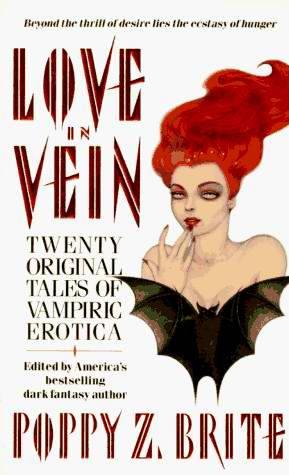 Beyond the thrill of desire lies the ecstasy of hunger
LOVE
IN
VEIN
TWENTY
ORIGINAL
TALES OF
VAMPIRIC
EROTICA
Edited by America's
bestselling
dark fantasy author
POPPY Z. BRITE